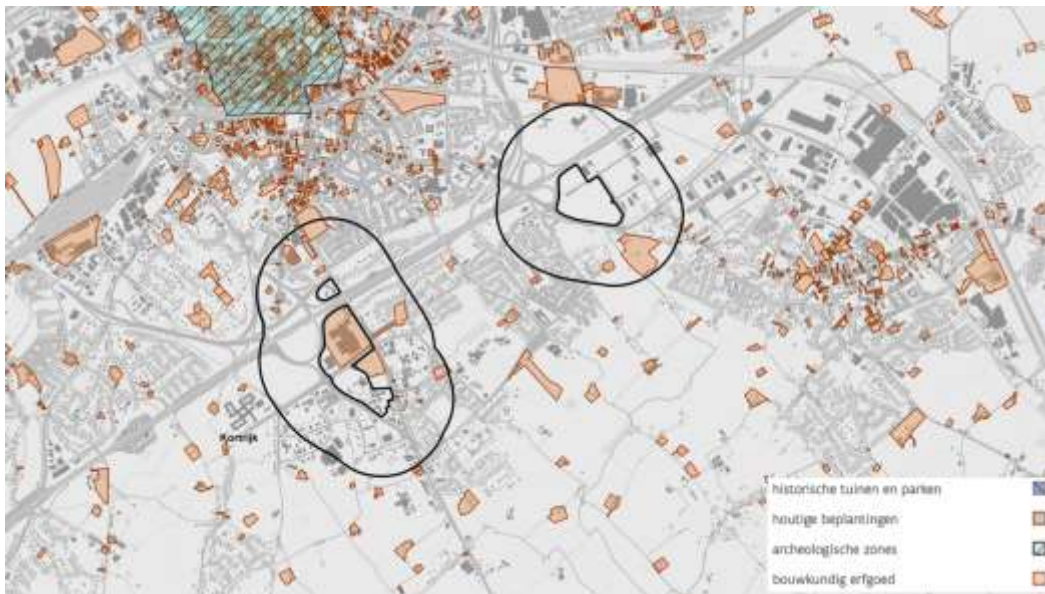 Kortrijk
historische tuinen en parken
houtige beplantingen
archeologische zones
bouwkundig erfgoed